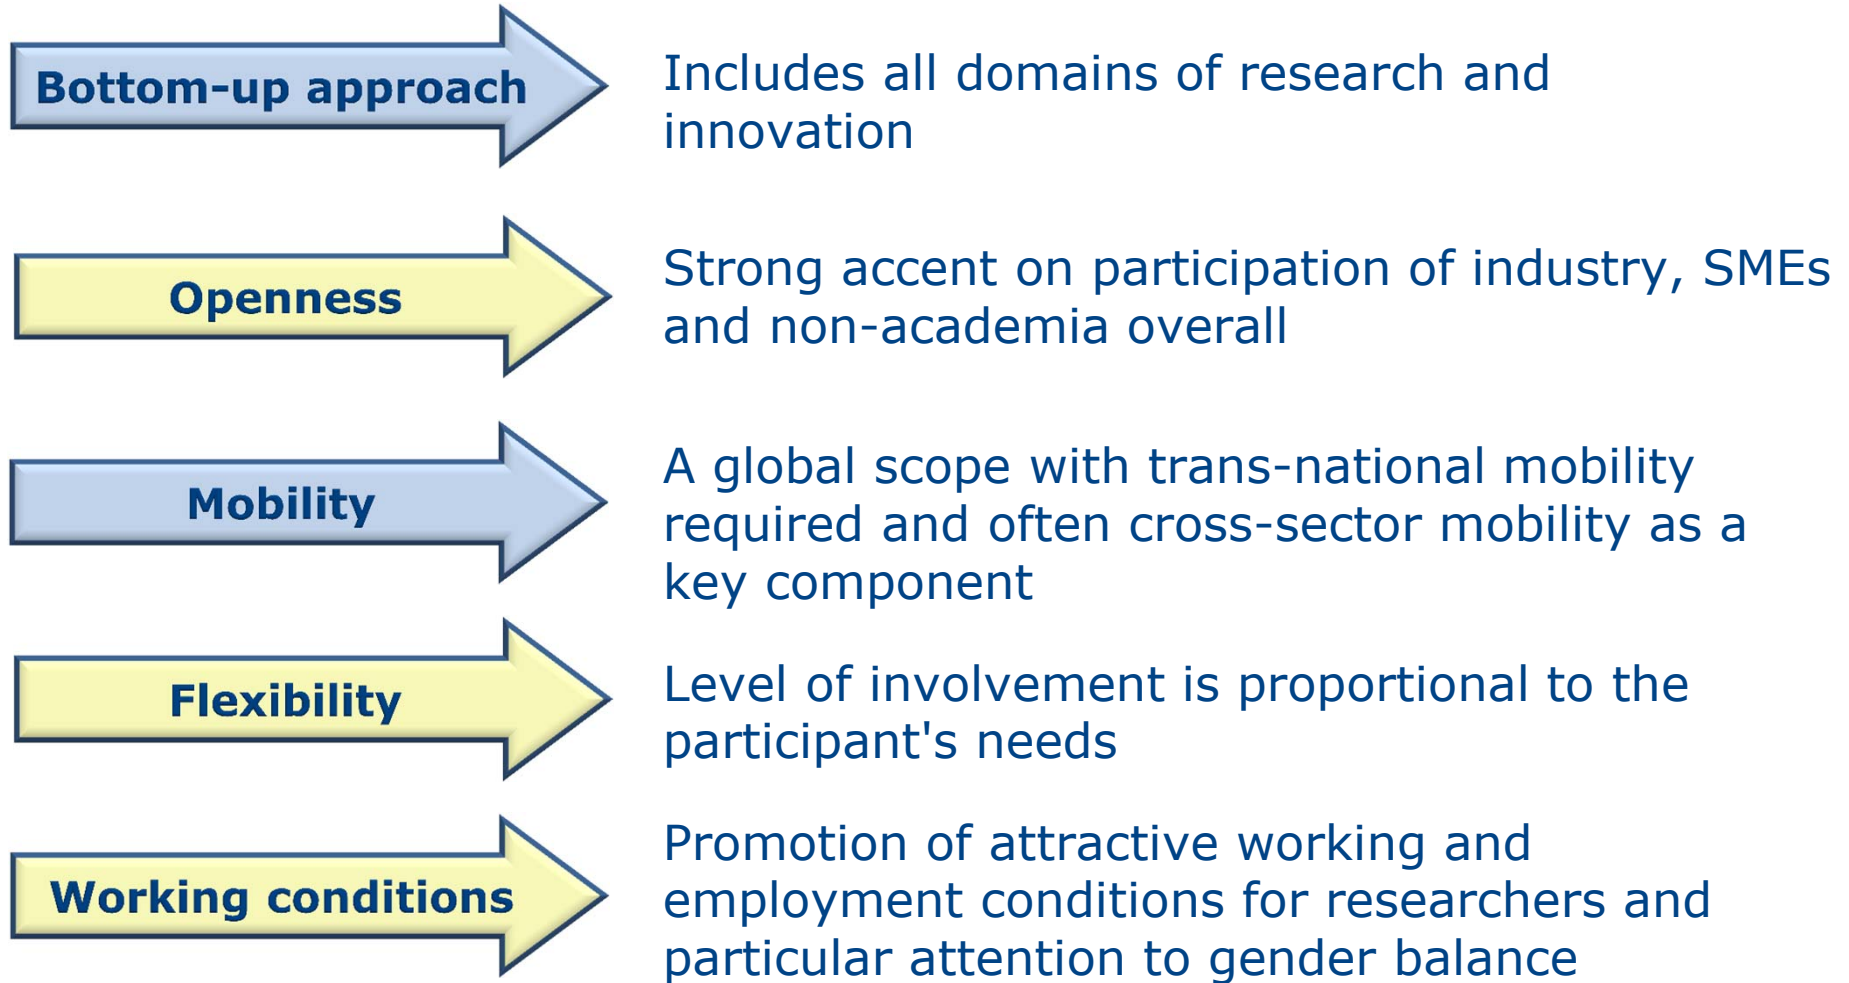 Bottom-up approach
Includes all domains of research and
innovation
Openness
Strong accent on participation of industry, SMEs
and non-academia overall
Mobility
A global scope with trans-national mobility
required and often cross-sector mobility as a
key component
Flexibility
Level of involvement is proportional to the
participant's needs
Working conditions
Promotion of attractive working and
employment conditions for researchers and
particular attention to gender balance